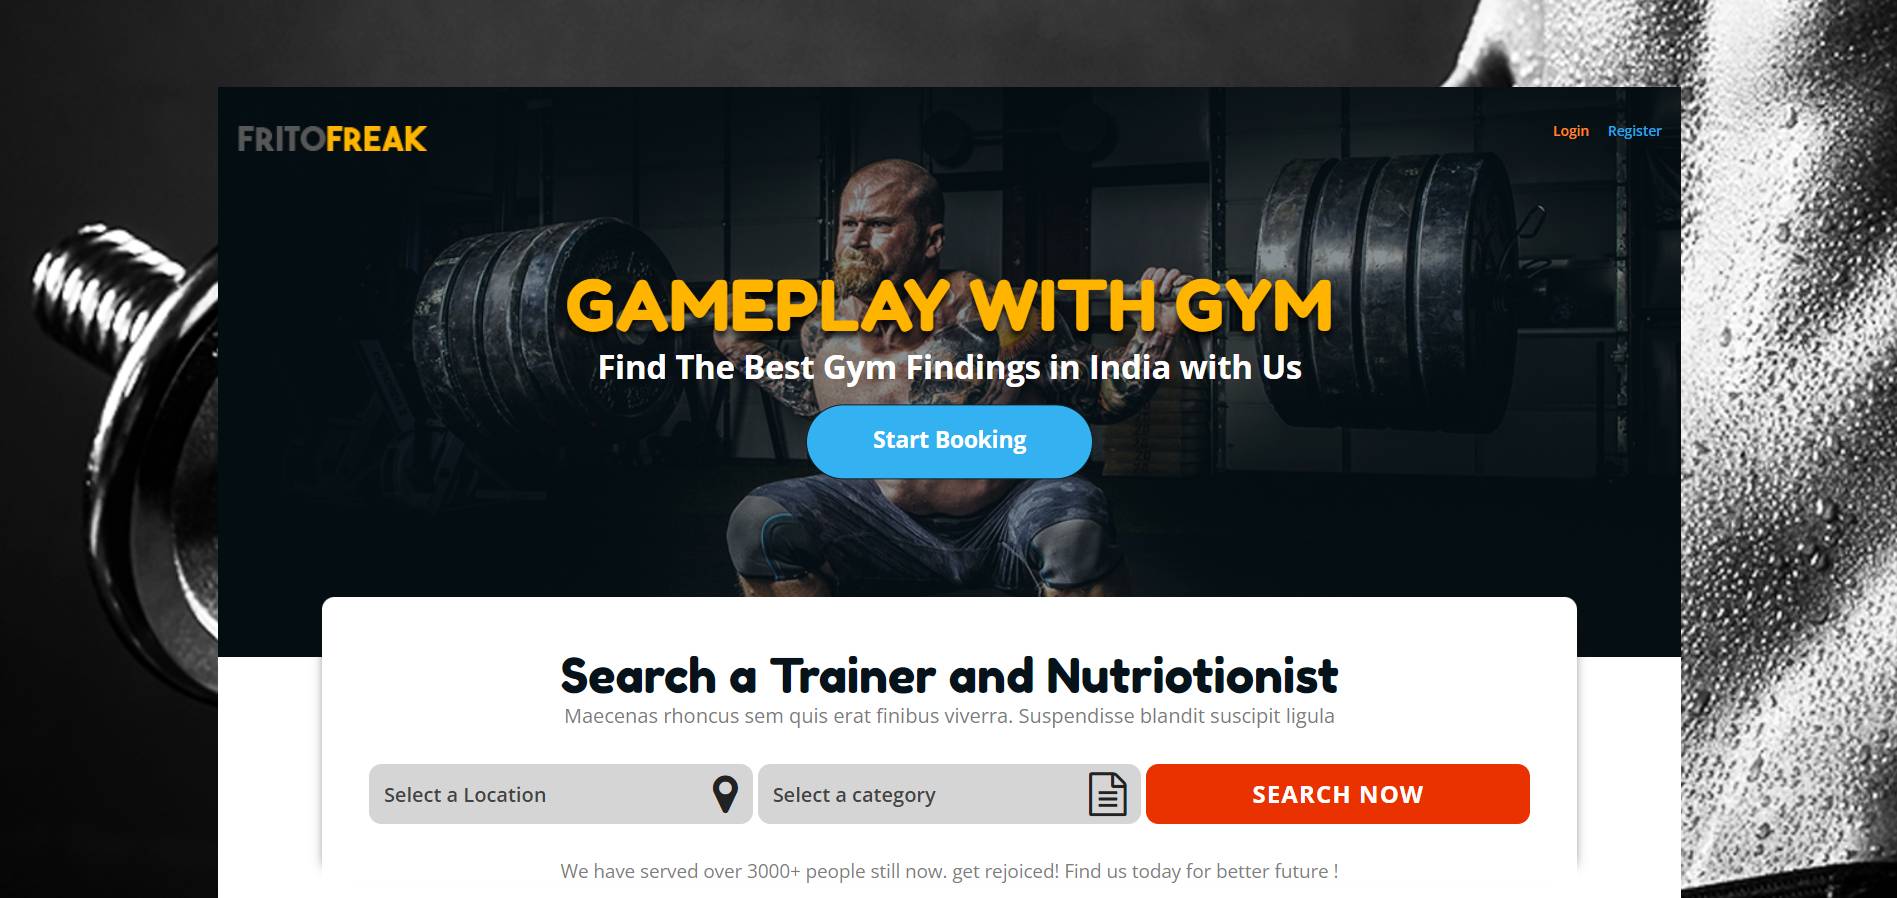 FRITOFREAK
Login Register
GAMEPLAY WITH GYM
Find The Best Gym Findings in India with Us
Start Booking
Search a Trainer and Nutriotionist
Maecenas rhoncus sem quis erat finibus viverra. Suspendisse blandit suscipit ligula
Select a Location
Select a category
SEARCH NOW
We have served over 3000+ people still now. get rejoiced! Find us today for better future !